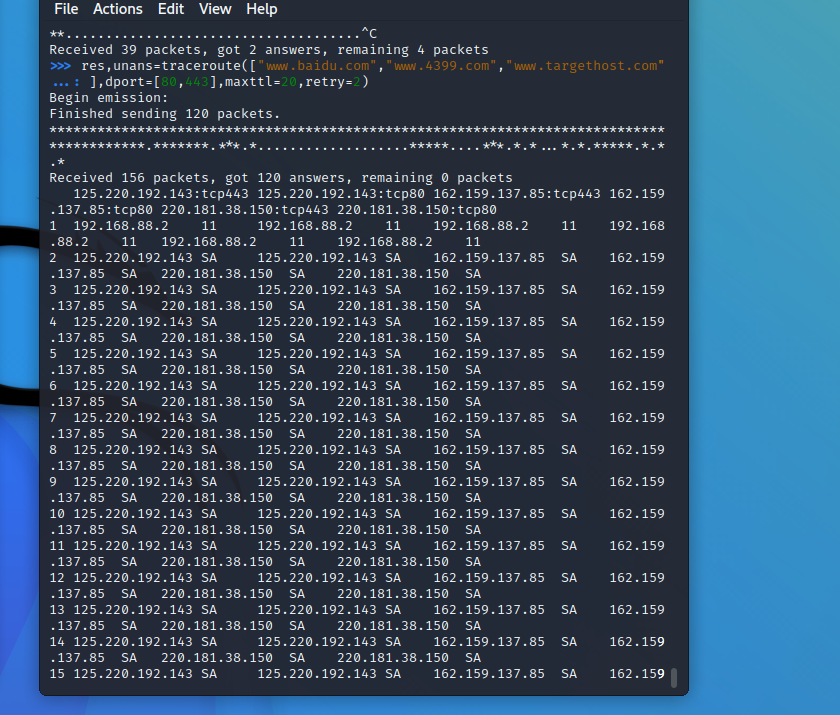 File Actions Edit View Help
**.....................................^C
Received 39 packets, got 2 answers, remaining 4 packets
>>> res,unans=traceroute(["www.baidu.com","www.4399.com","www.targethost.com"
...: ],dport=[80,443],maxttl=20,retry=2)
Begin emission:
Finished sending 120 packets.
*****************************************************************************
************.*******.**.*...................*****....**.*.*...*.*.*****.*.*
.*
Received 156 packets, got 120 answers, remaining 0 packets
125.220.192.143:tcp443 125.220.192.143:tcp80 162.159.137.85:tcp443 162.159
.137.85:tcp80 220.181.38.150:tcp443 220.181.38.150:tcp80
1 192.168.88.2 11 192.168.88.2 11 192.168.88.2 11 192.168
.88.2 11 192.168.88.2 11 192.168.88.2 11
2 125.220.192.143 SA 125.220.192.143 SA 162.159.137.85 SA 162.159
.137.85 SA 220.181.38.150 SA 220.181.38.150 SA
3 125.220.192.143 SA 125.220.192.143 SA 162.159.137.85 SA 162.159
.137.85 SA 220.181.38.150 SA 220.181.38.150 SA
4 125.220.192.143 SA 125.220.192.143 SA 162.159.137.85 SA 162.159
.137.85 SA 220.181.38.150 SA 220.181.38.150 SA
5 125.220.192.143 SA 125.220.192.143 SA 162.159.137.85 SA 162.159
.137.85 SA 220.181.38.150 SA 220.181.38.150 SA
6 125.220.192.143 SA 125.220.192.143 SA 162.159.137.85 SA 162.159
.137.85 SA 220.181.38.150 SA 220.181.38.150 SA
7 125.220.192.143 SA 125.220.192.143 SA 162.159.137.85 SA 162.159
.137.85 SA 220.181.38.150 SA 220.181.38.150 SA
8 125.220.192.143 SA 125.220.192.143 SA 162.159.137.85 SA 162.159
.137.85 SA 220.181.38.150 SA 220.181.38.150 SA
9 125.220.192.143 SA 125.220.192.143 SA 162.159.137.85 SA 162.159
.137.85 SA 220.181.38.150 SA 220.181.38.150 SA
10 125.220.192.143 SA 125.220.192.143 SA 162.159.137.85 SA 162.159
.137.85 SA 220.181.38.150 SA 220.181.38.150 SA
11 125.220.192.143 SA 125.220.192.143 SA 162.159.137.85 SA 162.159
.137.85 SA 220.181.38.150 SA 220.181.38.150 SA
12 125.220.192.143 SA 125.220.192.143 SA 162.159.137.85 SA 162.159
.137.85 SA 220.181.38.150 SA 220.181.38.150 SA
13 125.220.192.143 SA 125.220.192.143 SA 162.159.137.85 SA 162.159
.137.85 SA 220.181.38.150 SA 220.181.38.150 SA
14 125.220.192.143 SA 125.220.192.143 SA 162.159.137.85 SA 162.159
.137.85 SA 220.181.38.150 SA 220.181.38.150 SA
15 125.220.192.143 SA 125.220.192.143 SA 162.159.137.85 SA 162.159